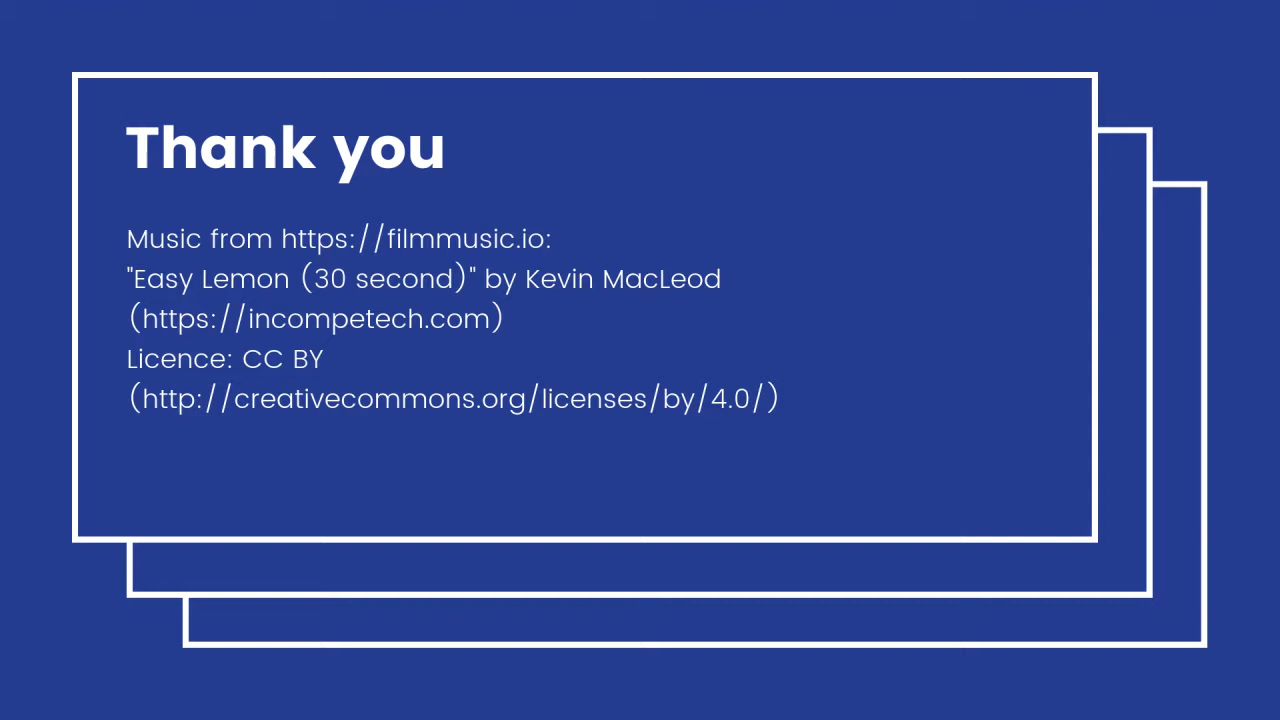 Thank you
Music from https://filmmusic.io:
"Easy Lemon (30 second)" by Kevin MacLeod
(https://incompetech.com)
Licence: CC BY
(http://creativecommons.org/licenses/by/4.0/)